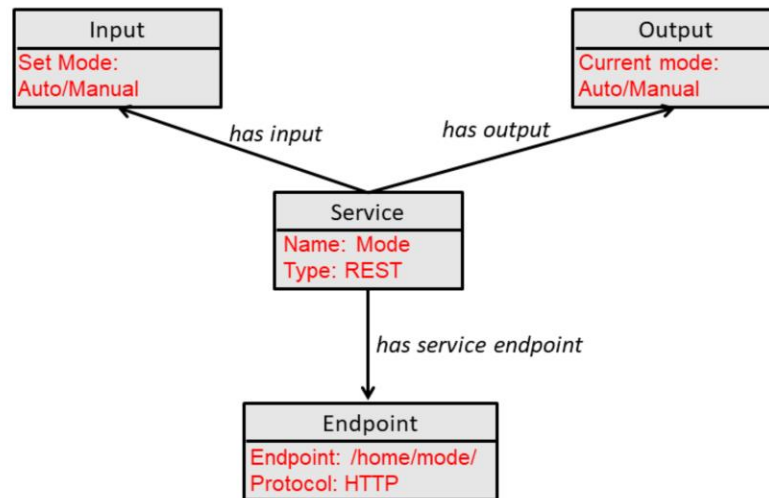 Input
Set Mode:
Auto/Manual
Output
Current mode:
Auto/Manual
has input
has output
Service
Name: Mode
Type: REST
has service endpoint
Endpoint
Endpoint: /home/mode/
Protocol: HTTP